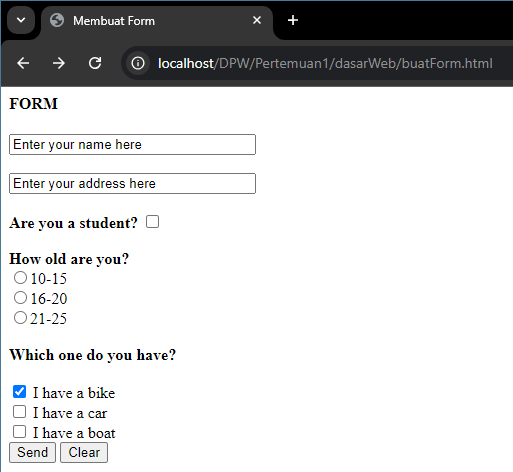 Membuat Form
localhost/DPW/Pertemuan1/dasarWeb/buatForm.html
FORM
Enter your name here
Enter your address here
Are you a student?
How old are you?
10-15
16-20
21-25
Which one do you have?
I have a bike
I have a car
I have a boat
Send Clear